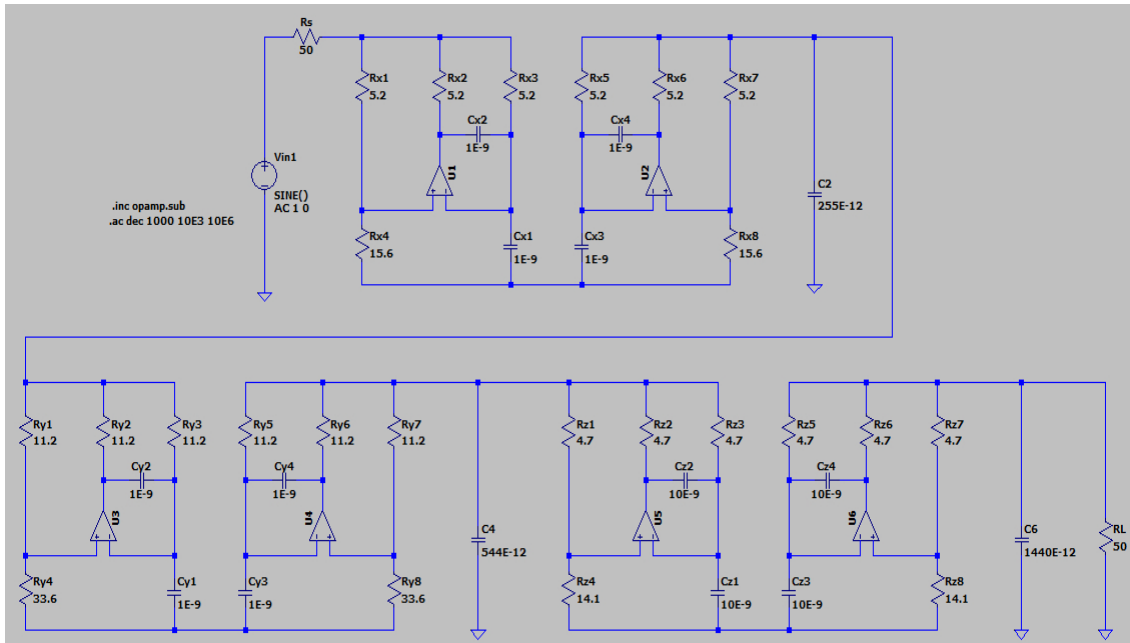 Rs
50
Rx1
5.2
Rx2
5.2
Rx3
5.2
Rx5
5.2
Rx6
5.2
Rx7
5.2
Cx2
1E-9
Cx4
1E-9
Vin1
SINE()
AC 1 0
U1
U2
C2
255E-12
.inc opamp.sub
.ac dec 1000 10E3 10E6
Rx4
15.6
Cx1
1E-9
Cx3
1E-9
Rx8
15.6
Ry1
11.2
Ry2
11.2
Ry3
11.2
Ry5
11.2
Ry6
11.2
Ry7
11.2
Rz1
4.7
Rz2
4.7
Rz3
4.7
Rz5
4.7
Rz6
4.7
Rz7
4.7
Cy2
1E-9
Cy4
1E-9
Cz2
10E-9
Cz4
10E-9
U3
U4
C4
544E-12
U5
U6
C6
1440E-12
RL
50
Ry4
33.6
Cy1
1E-9
Cy3
1E-9
Ry8
33.6
Rz4
14.1
Cz1
10E-9
Cz3
10E-9
Rz8
14.1